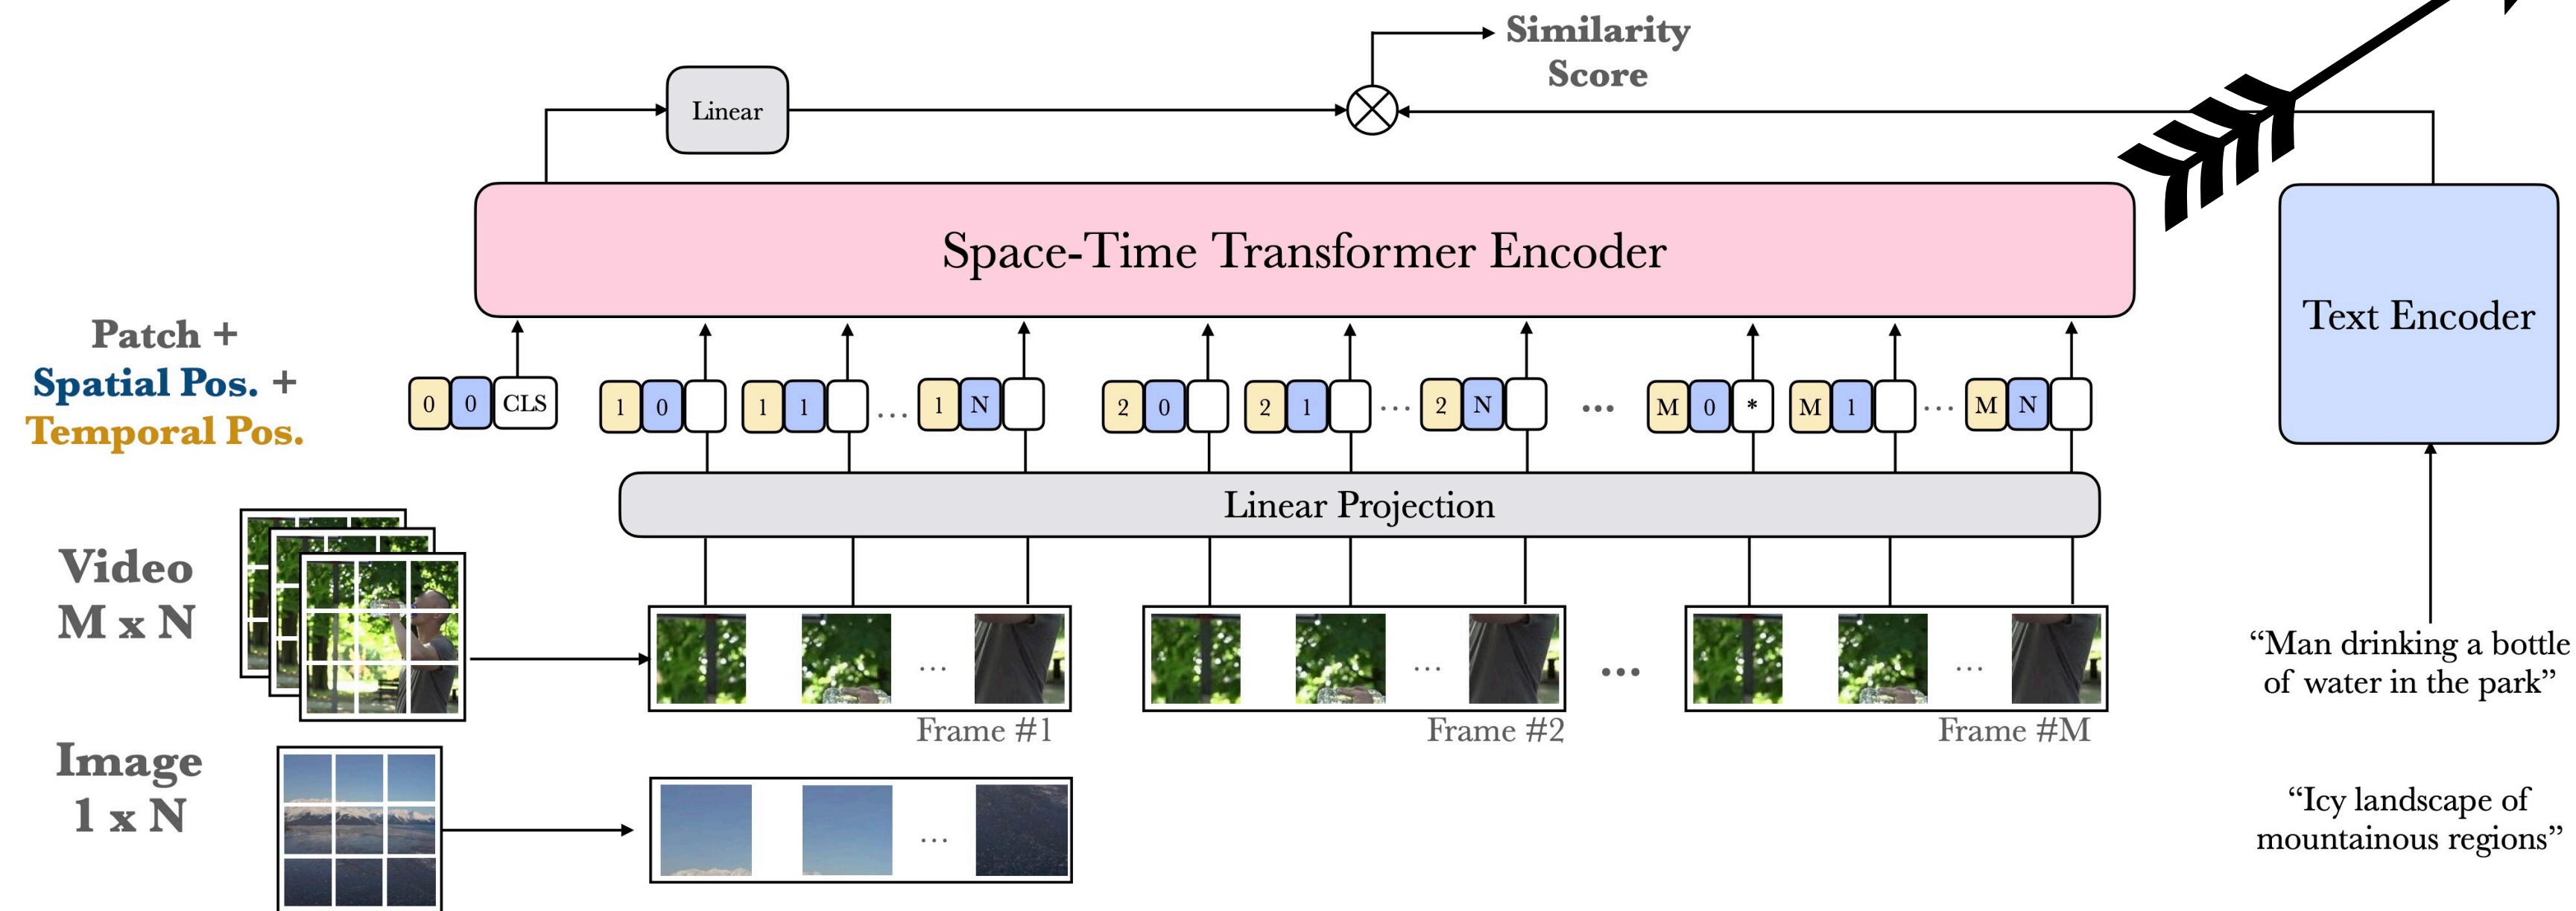 Similarity
Score
Linear
Space-Time Transformer Encoder
Text Encoder
Patch +
Spatial Pos. +
Temporal Pos.
0 0 CLS 1 0 1 1 ... 1 N 2 0 2 1 ... 2 N ... M 0 * M 1 ... M N
Linear Projection
Video
M x N
... ... ... ...
Frame #1 Frame #2 Frame #M
“Man drinking a bottle
of water in the park”
Image
1 x N
...
“Icy landscape of
mountainous regions”